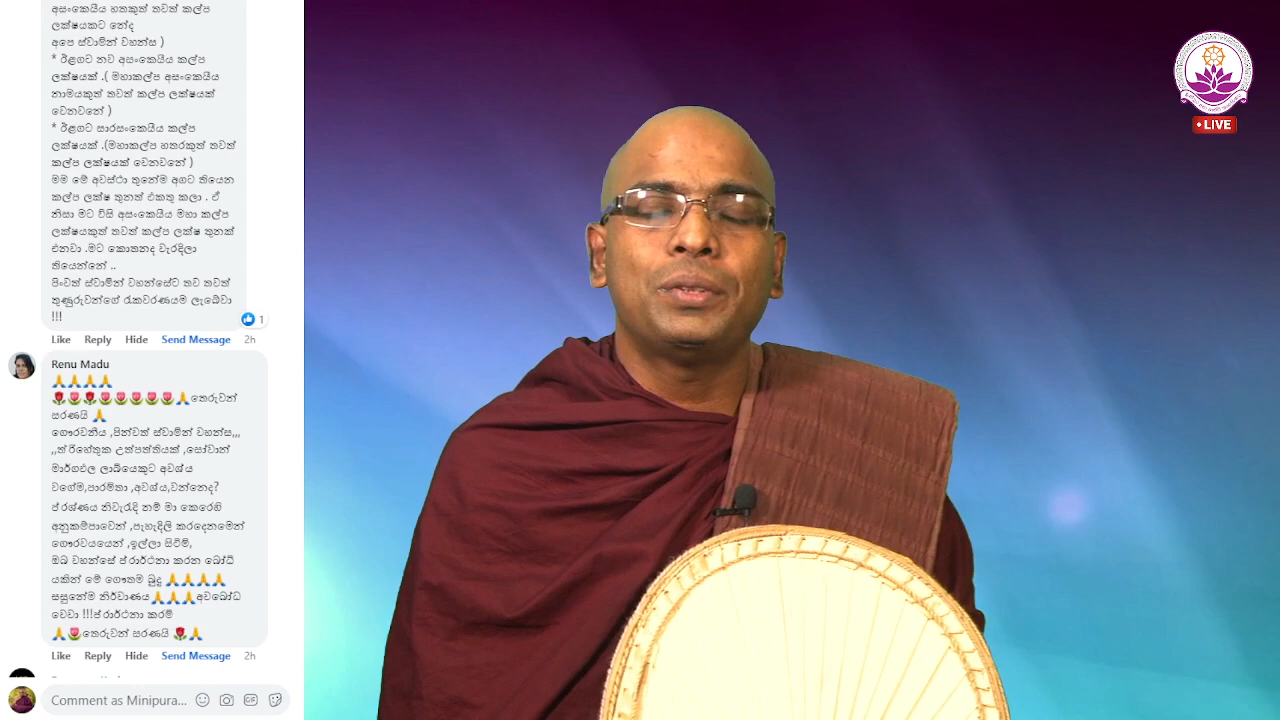 අසංකෙයීය හතකුත් තවත් කල්ප
ලක්ෂයකට නේද
අපෙ ස්වාමින් වහන්ස )
* ඊළගට නව අසංකෙයීය කල්ප
ලක්ෂයක් .( මහාකල්ප අසංකෙයීය
නාමයකුත් තවත් කල්ප ලක්ෂයක්
වෙනවනේ )
* ඊළගට සාරසංකෙයීය කල්ප
ලක්ෂයක් .(මහාකල්ප හතරකුත් තවත්
කල්ප ලක්ෂයක් වෙනවනේ )
මම මේ අවස්ථා තුනේම අගට තියෙන
කල්ප ලක්ෂ තුනත් එකතු කලා . ඒ
නිසා මට විසි අසංකෙයීය මහා කල්ප
ලක්ෂයකුත් තවත් කල්ප ලක්ෂ තුනක්
එනවා .මට කොතනද වැරදිලා
තියෙන්නේ ..
පිංවත් ස්වාමින් වහන්සේට තව තවත්
තුණුරුවන්ගේ රැකවරණයම ලැබේවා
!!!
1
Like Reply Hide Send Message 2h
Renu Madu
🙏🙏🙏🙏
🌹🌷🌹🌷🌷🌷🌷🌷🙏තෙරුවන්
සරණයි 🙏
ගෞරවනීය ,පින්වත් ස්වාමින් වහන්ස,,,
,,ත් රිහේතුක උත්පත්තියක් ,සෝවාන්
මාර්ගඵල ලාබියෙකුට අවශ්‍ය
වගේම,පාරමිතා ,අවශ්‍ය,වන්නෙද?
ප් රශ්ණය නිවැරැදි නම් මා කෙරෙහි
අනුකම්පාවෙන් ,පැහැදිලි කරදෙනමෙන්
ගෞරවයයෙන් ,ඉල්ලා සිටිමි,
ඔබ වහන්සේ ප් රාර්ථනා කරන බෝධි
යකින් මේ ගෞතම බුදු 🙏🙏🙏🙏
සසුනේම නිර්වාණය🙏🙏🙏අවබෝධ
වේවා !!!ප් රාර්ථනා කරමි
🙏🌷තෙරුවන් සරණයි 🌹🙏
Like Reply Hide Send Message 2h
Comment as Minipura...
GIF
• LIVE